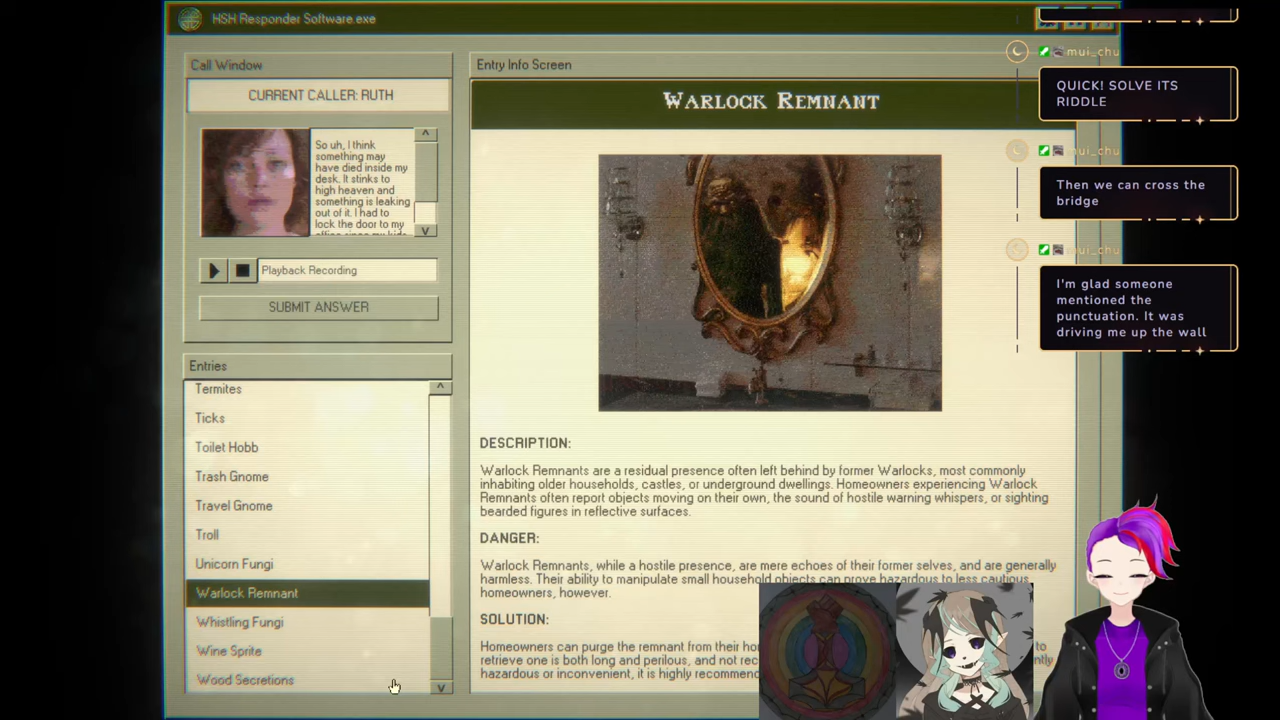 HSH Responder Software.exe
Call Window
CURRENT CALLER: RUTH
So uh, I think
something may
have died inside my
desk. It stinks to
high heaven and
something is leaking
out of it. I had to
lock the door to my
office since my kids
Playback Recording
SUBMIT ANSWER
Entries
Termites
Ticks
Toilet Hobb
Trash Gnome
Travel Gnome
Troll
Unicorn Fungi
Warlock Remnant
Whistling Fungi
Wine Sprite
Wood Secretions
Entry Info Screen
WARLOCK REMNANT
DESCRIPTION:
Warlock Remnants are a residual presence often left behind by former Warlocks, most commonly
inhabiting older households, castles, or underground dwellings. Homeowners experiencing Warlock
Remnants often report objects moving on their own, the sound of hostile warning whispers, or sighting
bearded figures in reflective surfaces.
DANGER:
Warlock Remnants, while a hostile presence, are mere echoes of their former selves, and are generally
harmless. Their ability to manipulate small household objects can prove hazardous to less cautious
homeowners, however.
SOLUTION:
Homeowners can purge the remnant from their to
retrieve one is both long and perilous, and not
hazardous or inconvenient, it is highly
mui_chu
QUICK! SOLVE ITS
RIDDLE
mui_chu
Then we can cross the
bridge
mui_chu
I'm glad someone
mentioned the
punctuation. It was
driving me up the wall